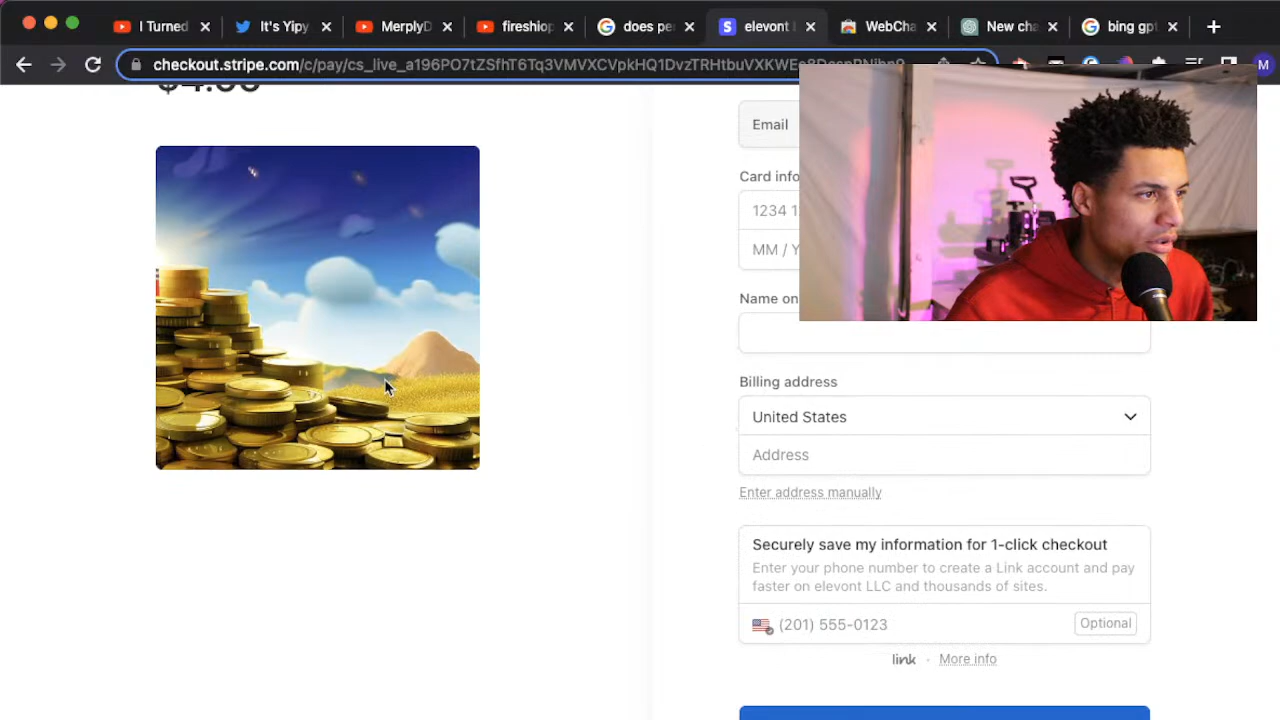 I Turned
It's Yipy
MerplyD
fireshiop
does pe
elevont
WebCha
New cha
bing gpt
checkout.stripe.com/c/pay/cs_live_
M
Email
Card info
1234 1
MM / Y
Name on
Billing address
United States
Address
Enter address manually
Securely save my information for 1-click checkout
Enter your phone number to create a Link account and pay
faster on elevont LLC and thousands of sites.
(201) 555-0123
Optional
link · More info